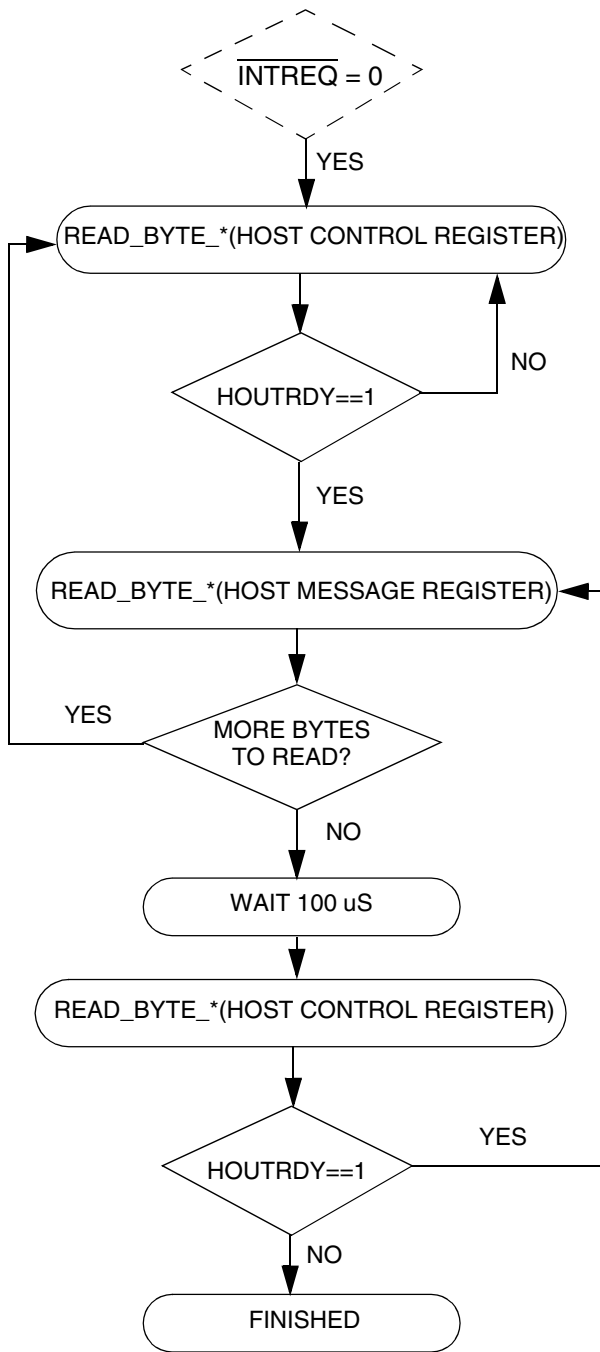 INTREQ = 0
YES
READ_BYTE_*(HOST CONTROL REGISTER)
NO
HOUTRDY==1
YES
READ_BYTE_*(HOST MESSAGE REGISTER)
YES
MORE BYTES
TO READ?
NO
WAIT 100 uS
READ_BYTE_*(HOST CONTROL REGISTER)
YES
HOUTRDY==1
NO
FINISHED